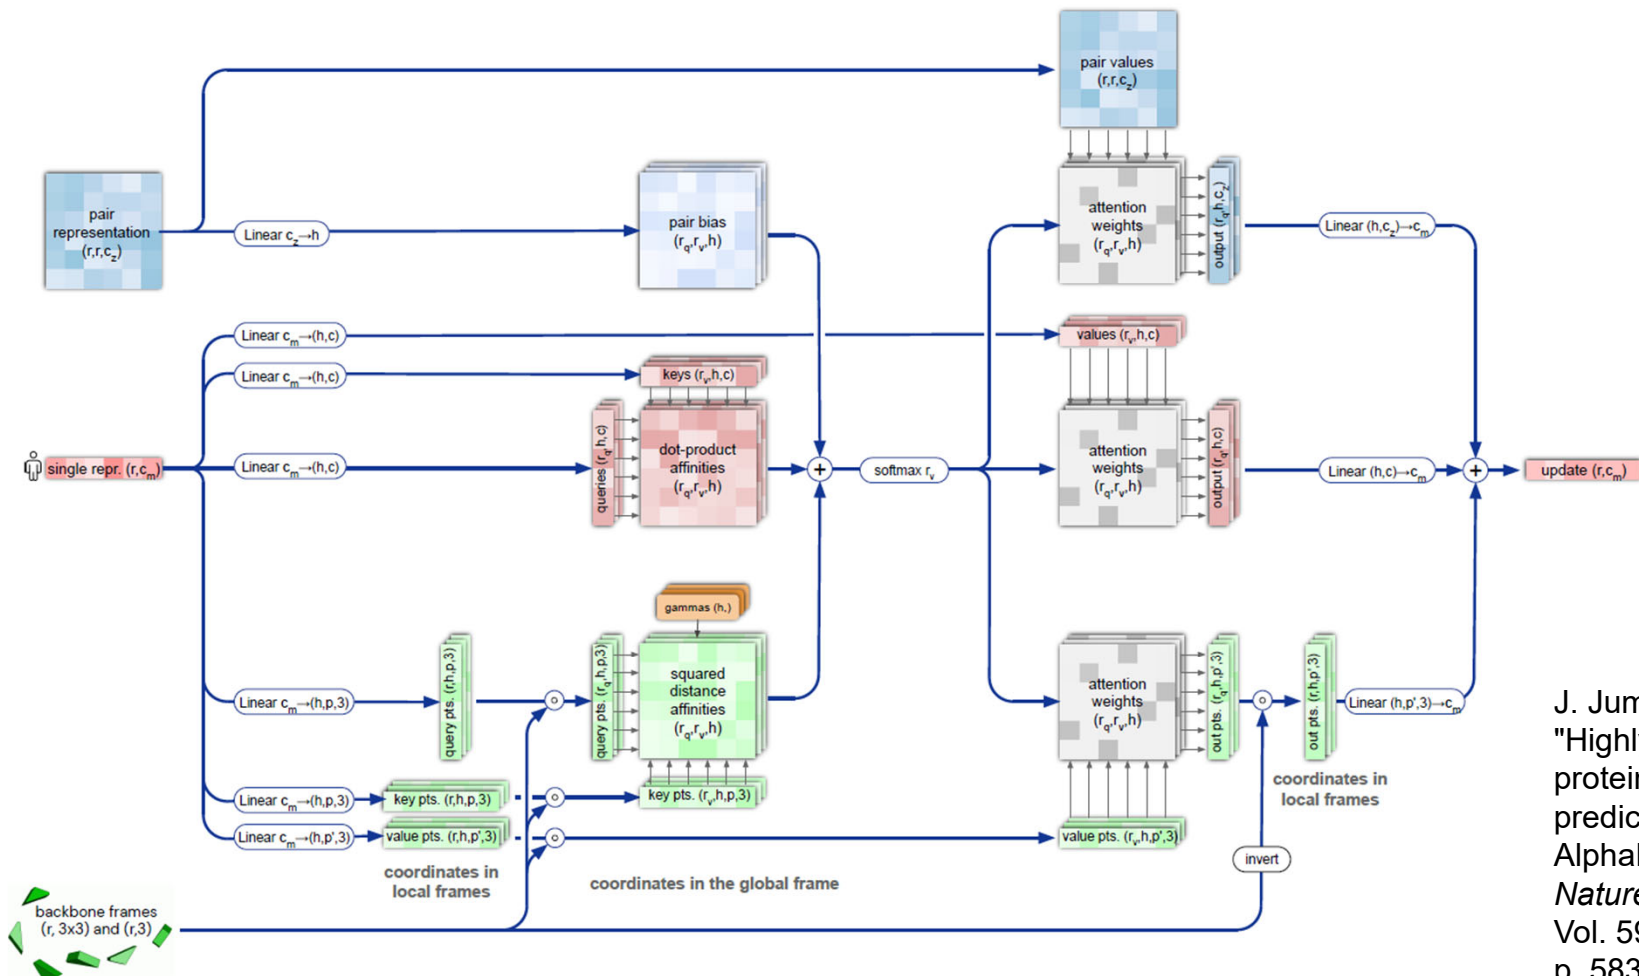 pair values
(r,r,c_z)
pair
representation
(r,r,c_z)
Linear c_z→h
pair bias
(r_q,r_v,h)
attention
weights
(r_q,r_v,h)
output (r_q,h,c_z)
Linear (h,c_z)→c_m
Linear c_m→(h,c)
values (r_v,h,c)
Linear c_m→(h,c)
keys (r_v,h,c)
single repr. (r,c_m)
Linear c_m→(h,c)
queries (r_q,h,c)
dot-product
affinities
(r_q,r_v,h)
+
softmax r_v
attention
weights
(r_q,r_v,h)
output (r_q,h,c)
Linear (h,c)→c_m
+
update (r,c_m)
gammas (h,)
Linear c_m→(h,p,3)
query pts. (r,h,p,3)
query pts. (r_q,h,p,3)
squared
distance
affinities
(r_q,r_v,h)
attention
weights
(r_q,r_v,h)
out pts. (r_q,h,p',3)
out pts. (r,h,p',3)
Linear (h,p',3)→c_m
Linear c_m→(h,p,3)
key pts. (r,h,p,3)
key pts. (r_v,h,p,3)
coordinates in
local frames
Linear c_m→(h,p',3)
value pts. (r,h,p',3)
value pts. (r_v,h,p',3)
invert
coordinates in
local frames
coordinates in the global frame
backbone frames
(r, 3x3) and (r,3)
J. Jum
"Highl
protein
predic
Alphal
Nature
Vol. 59
p. 583